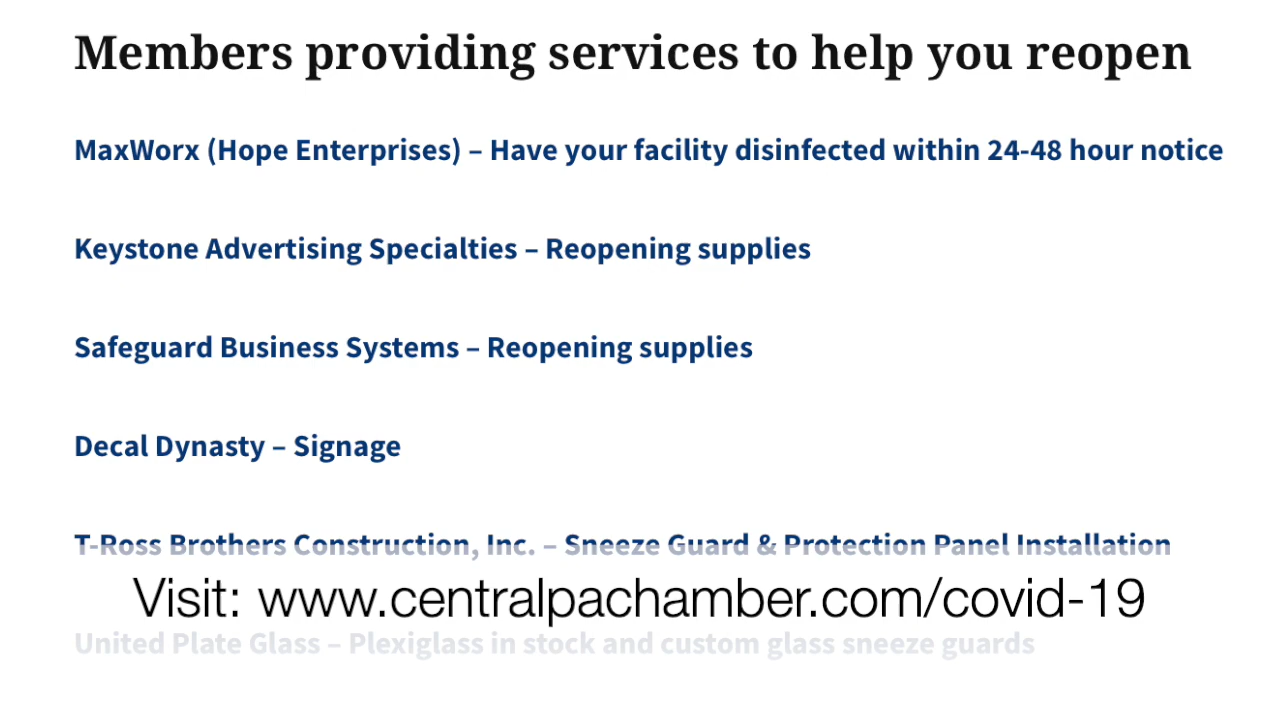 Members providing services to help you reopen
MaxWorx (Hope Enterprises) – Have your facility disinfected within 24-48 hour notice
Keystone Advertising Specialties – Reopening supplies
Safeguard Business Systems – Reopening supplies
Decal Dynasty – Signage
T-Ross Brothers Construction, Inc. – Sneeze Guard & Protection Panel Installation
Visit: www.centralpachamber.com/covid-19
United Plate Glass – Plexiglass in stock and custom glass sneeze guards